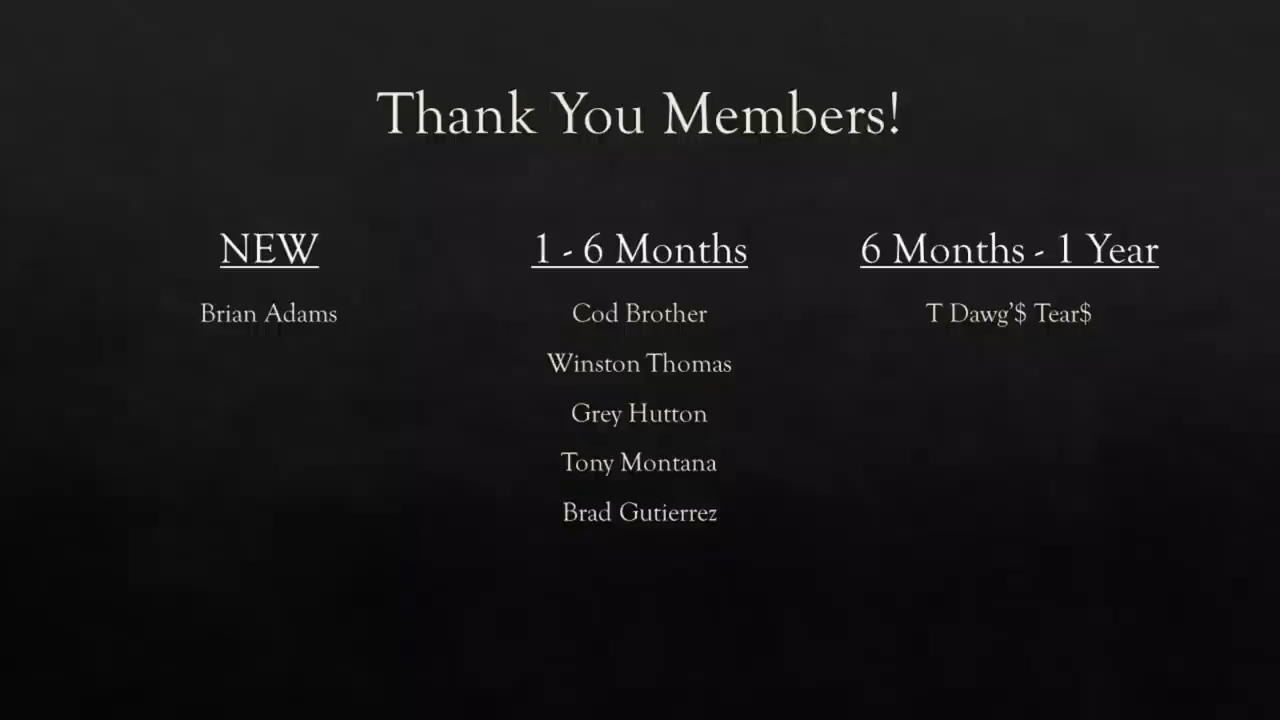 Thank You Members!
NEW
Brian Adams
1 - 6 Months
Cod Brother
Winston Thomas
Grey Hutton
Tony Montana
Brad Gutierrez
6 Months - 1 Year
T Dawg’$ Tear$